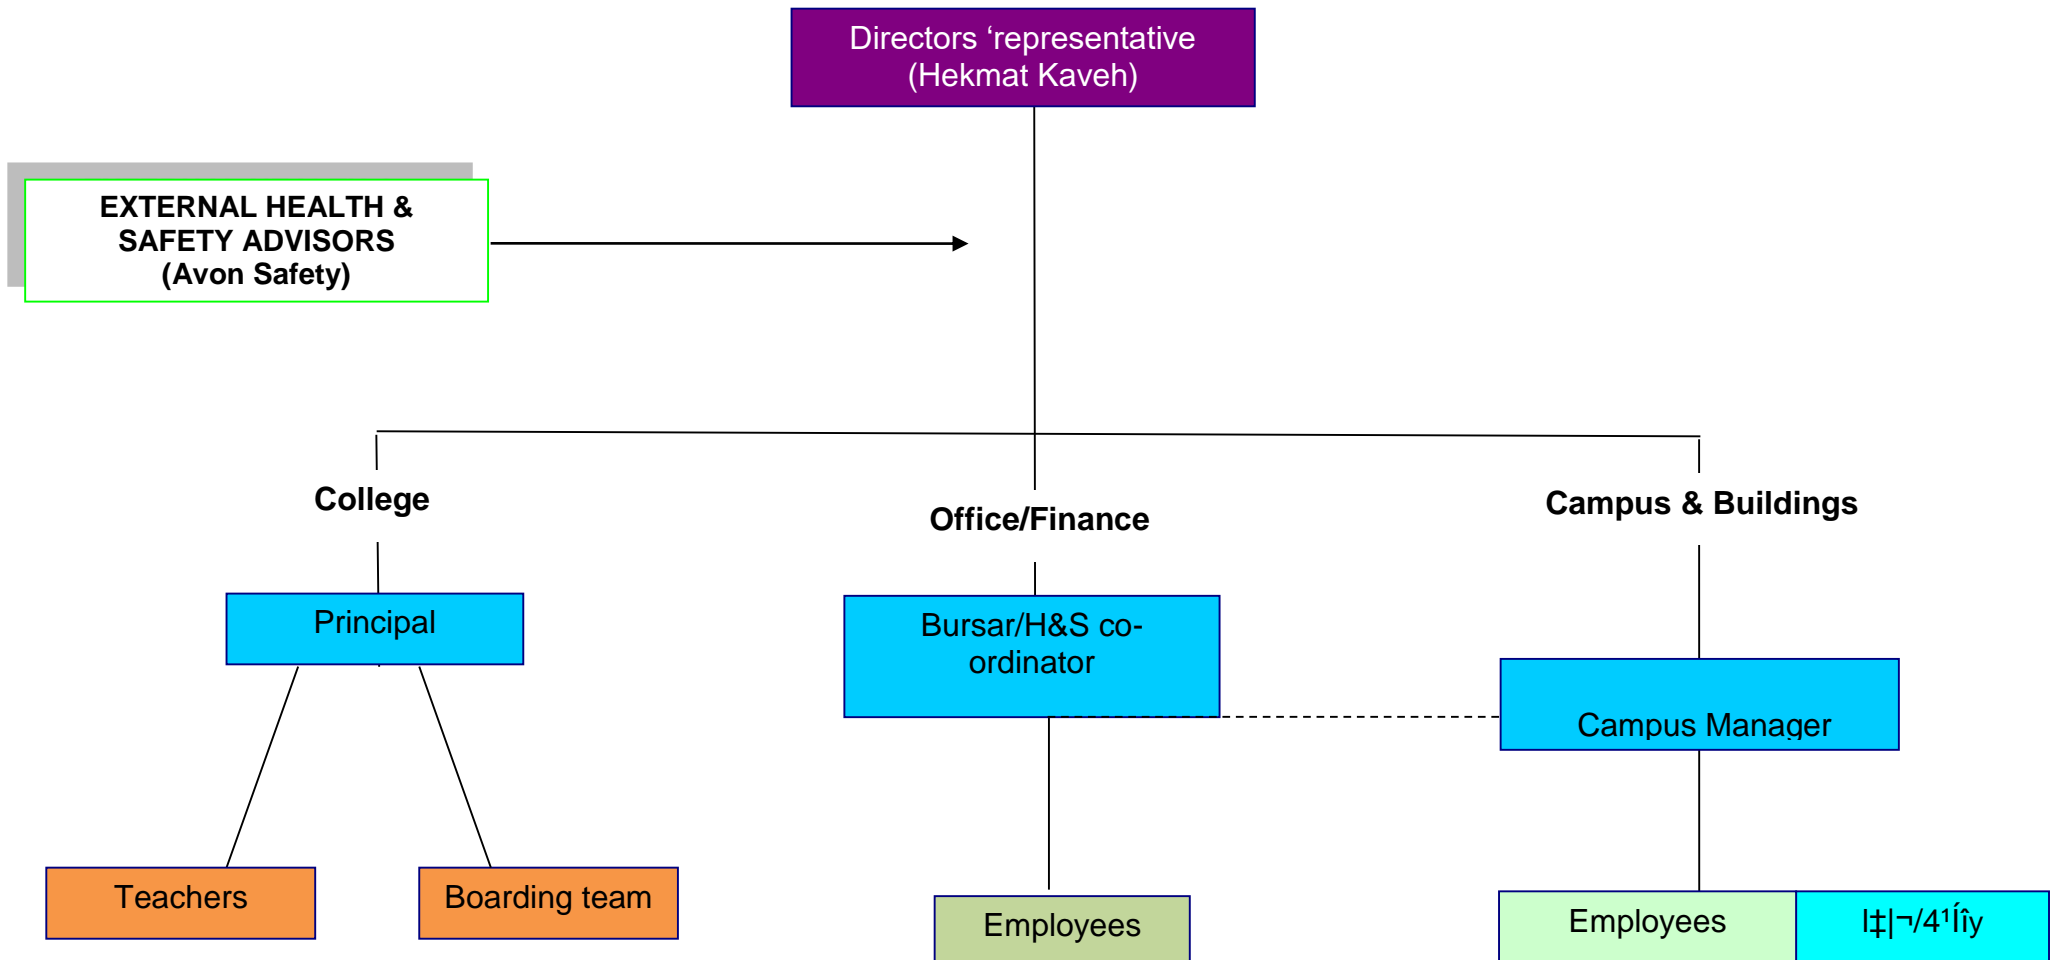 Directors ‘representative
(Hekmat Kaveh)
EXTERNAL HEALTH &
SAFETY ADVISORS
(Avon Safety)
College
Office/Finance
Campus & Buildings
Principal
Bursar/H&S co-
ordinator
Campus Manager
Teachers
Boarding team
Employees
Employees
I‡|¬/4¹Íîy